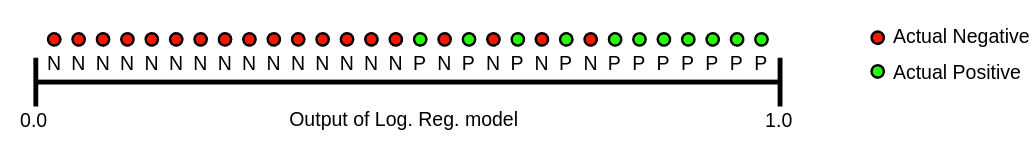 Actual Negative
N N N N N N N N N N N N N N N P N P N P N P N P P P P P P P
Actual Positive
0.0 Output of Log. Reg. model 1.0